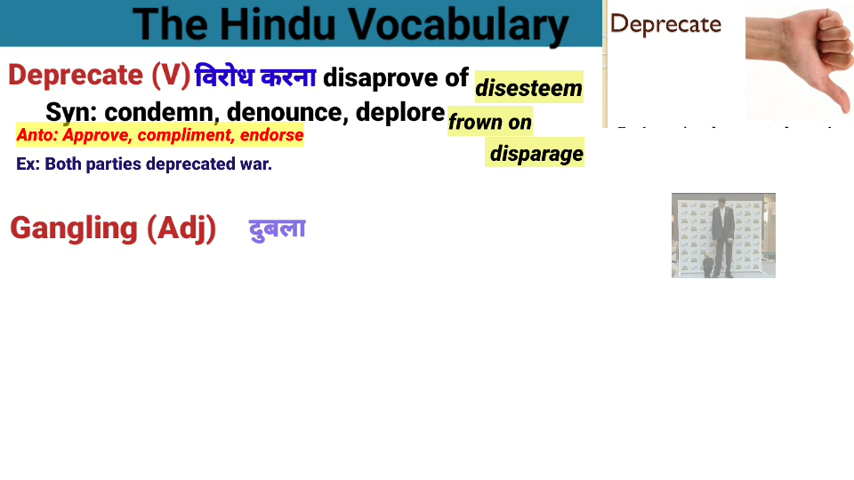 The Hindu Vocabulary
Deprecate
Deprecate (V) विरोध करना disaprove of disesteem
Syn: condemn, denounce, deplore frown on
Anto: Approve, compliment, endorse
disparage
Ex: Both parties deprecated war.
Gangling (Adj) दुबला